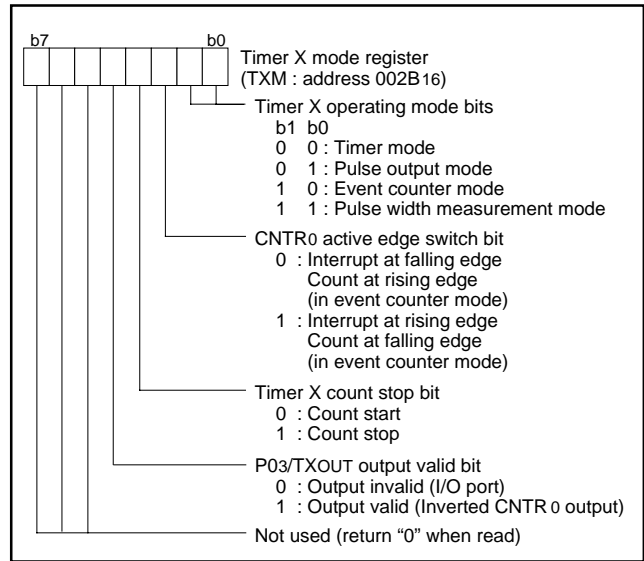 b7 b0
Timer X mode register
(TXM : address 002B16)
Timer X operating mode bits
b1 b0
0 0 : Timer mode
0 1 : Pulse output mode
1 0 : Event counter mode
1 1 : Pulse width measurement mode
CNTR0 active edge switch bit
0 : Interrupt at falling edge
Count at rising edge
(in event counter mode)
1 : Interrupt at rising edge
Count at falling edge
(in event counter mode)
Timer X count stop bit
0 : Count start
1 : Count stop
P03/TXOUT output valid bit
0 : Output invalid (I/O port)
1 : Output valid (Inverted CNTR0 output)
Not used (return “0” when read)